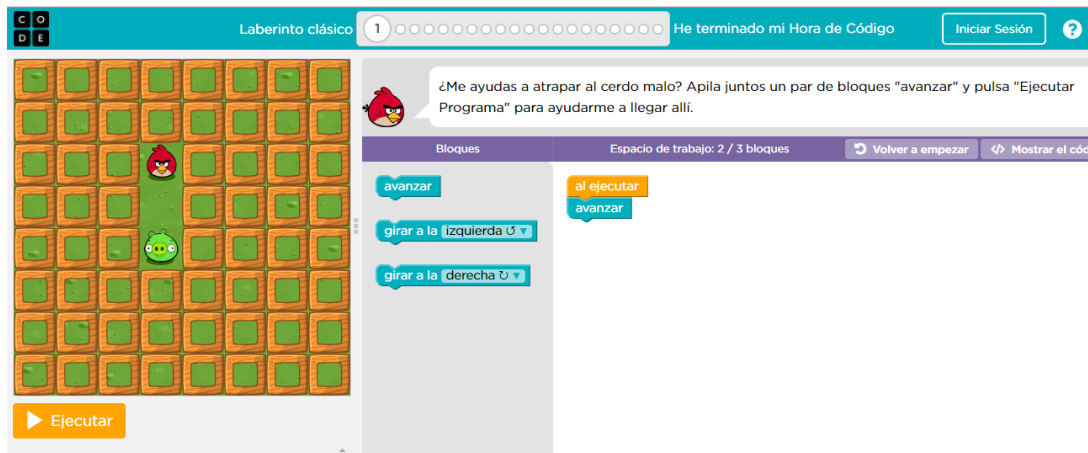 C O
D E
Laberinto clásico
1
He terminado mi Hora de Código
Iniciar Sesión
?
¿Me ayudas a atrapar al cerdo malo? Apila juntos un par de bloques "avanzar" y pulsa "Ejecutar
Programa" para ayudarme a llegar allí.
Bloques
Espacio de trabajo: 2 / 3 bloques
Volver a empezar
</> Mostrar el cód
avanzar
girar a la izquierda ↺ ▼
girar a la derecha ↻ ▼
al ejecutar
avanzar
Ejecutar